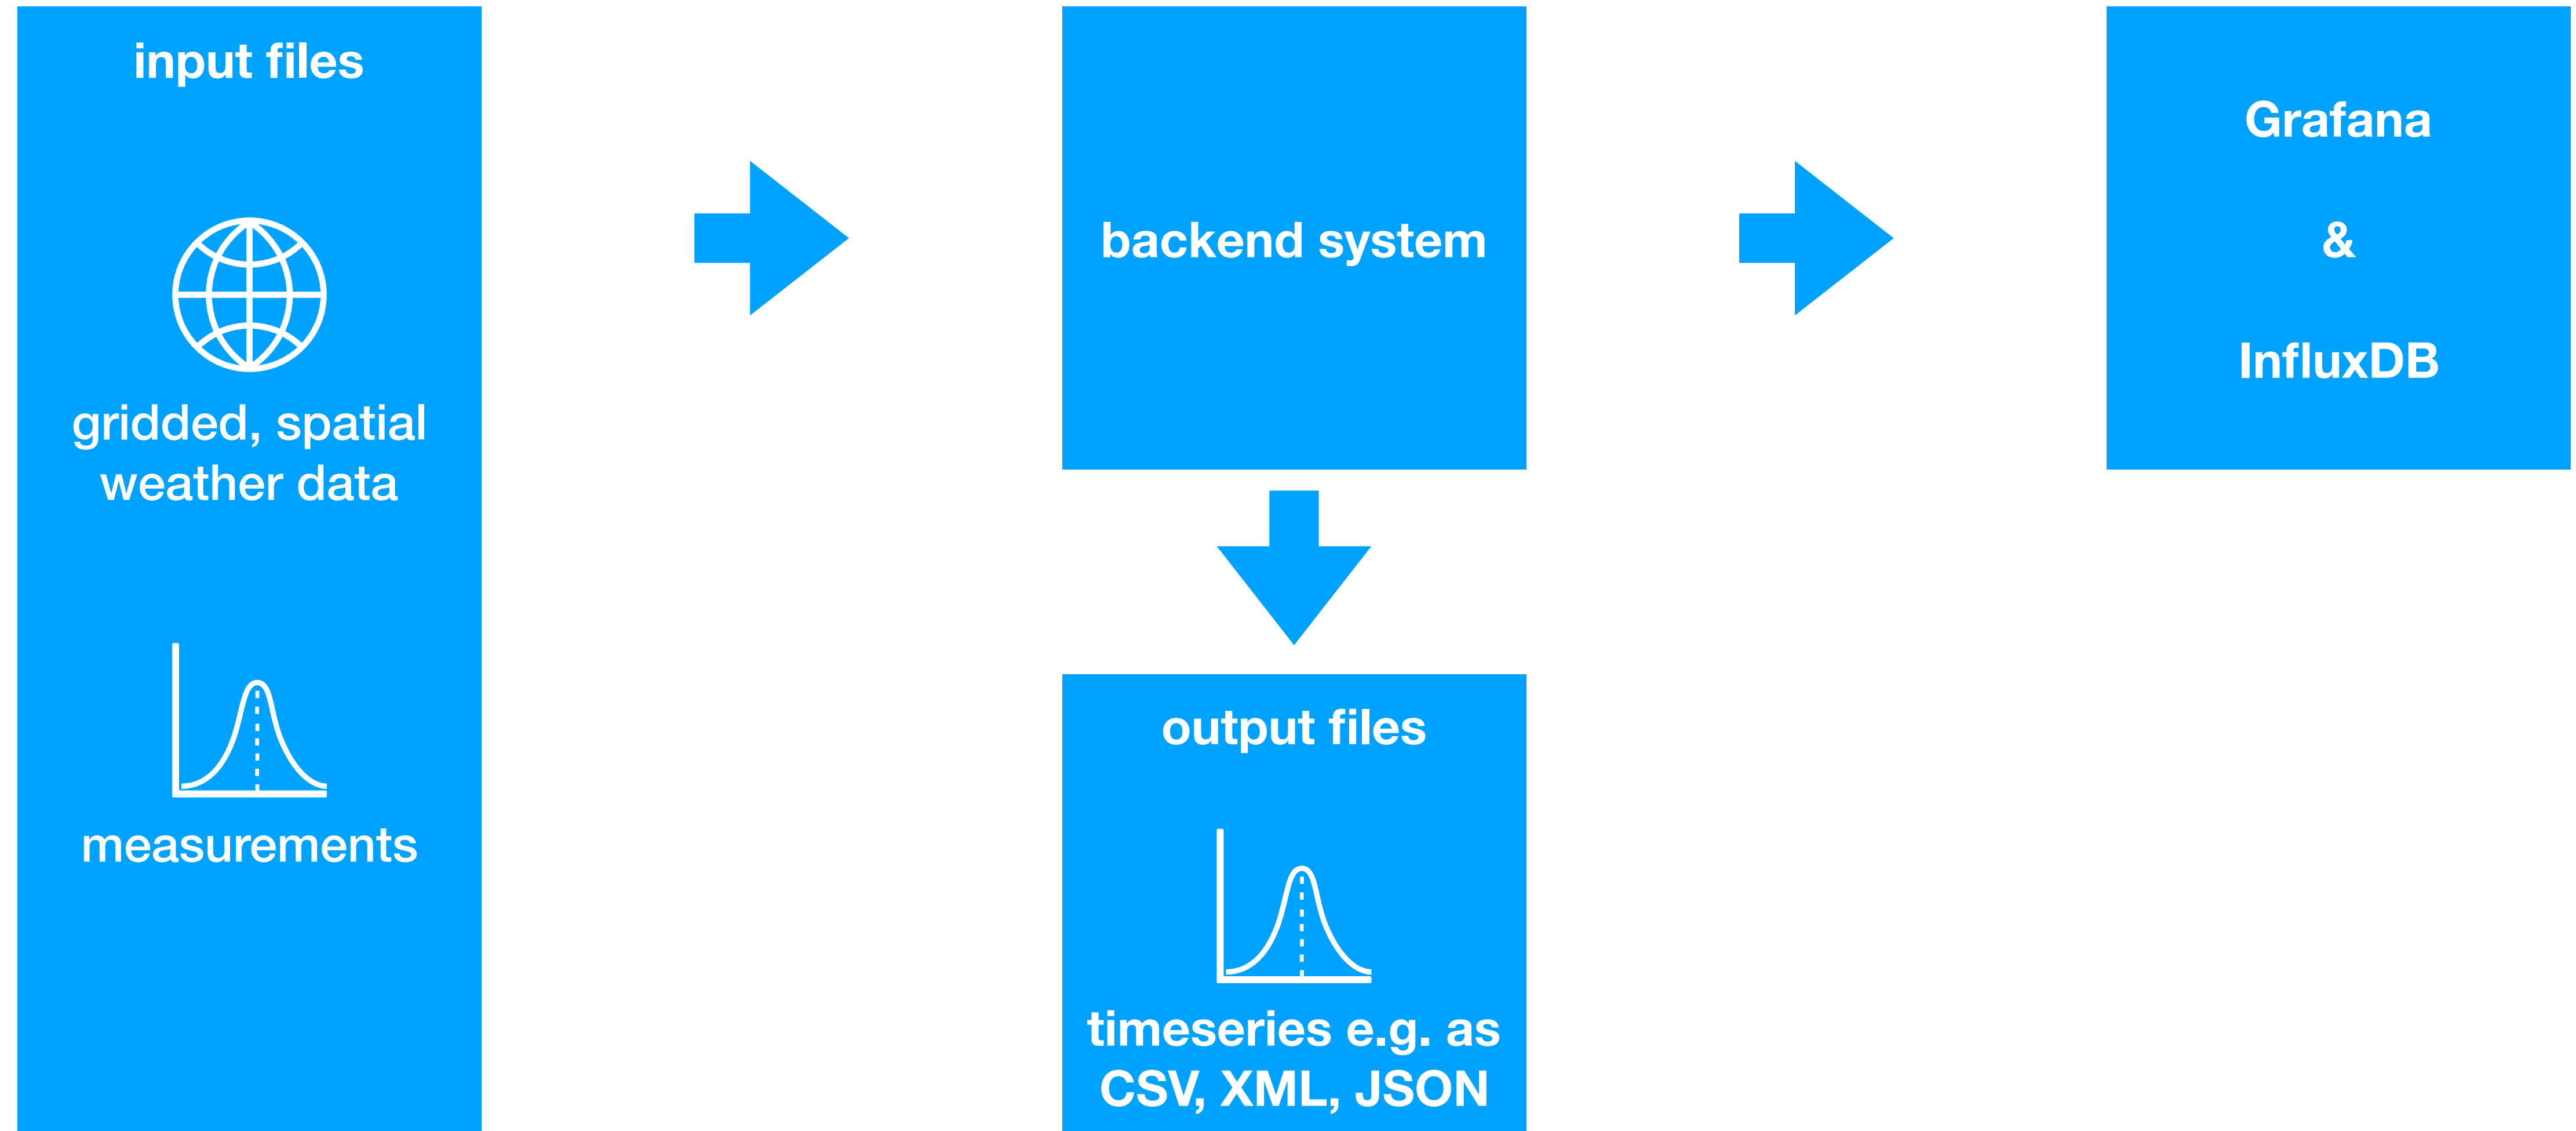 input files
gridded, spatial
weather data
measurements
backend system
output files
timeseries e.g. as
CSV, XML, JSON
Grafana
&
InfluxDB